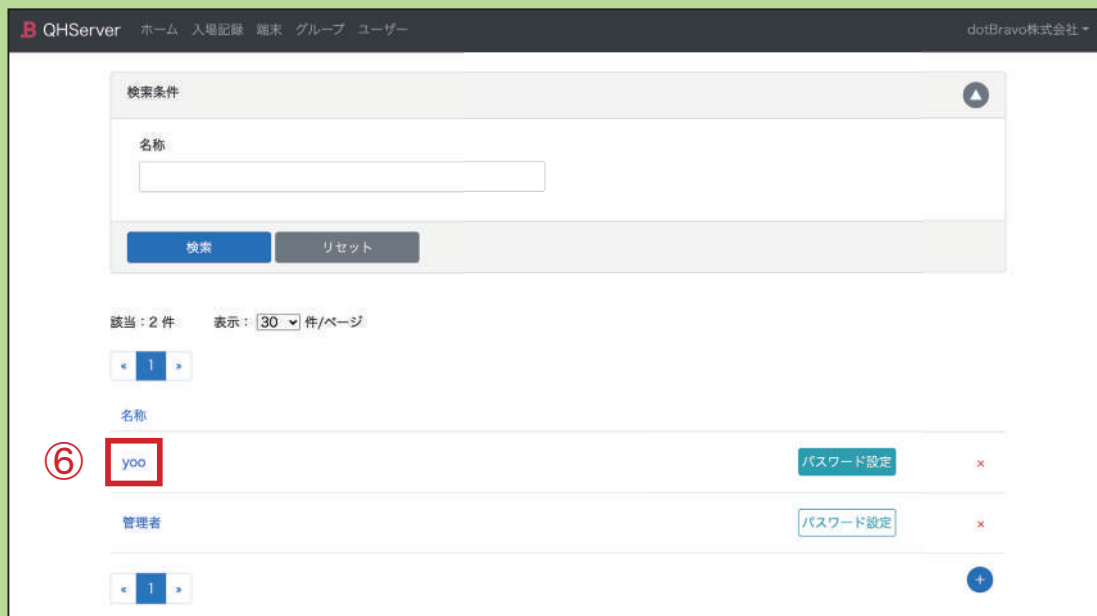 QHServer ホーム 入場記録 端末 グループ ユーザー dotBravo株式会社
検索条件
名称
検索 リセット
該当：2 件 表示： 30 件/ページ
« 1 »
名称
⑥ yoo パスワード設定 ×
管理者 パスワード設定 ×
« 1 » +